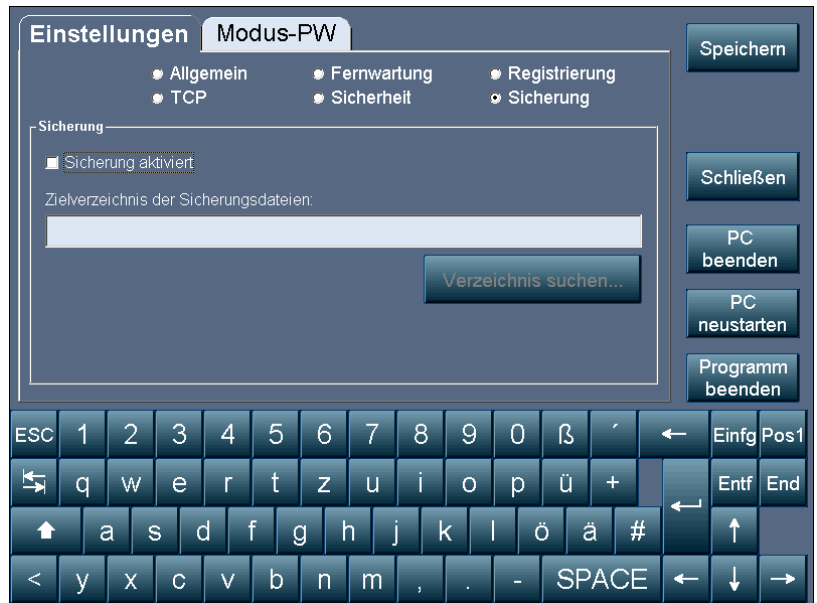 Einstellungen Modus-PW
Speichern
Allgemein Fernwartung Registrierung
TCP Sicherheit Sicherung
Sicherung
Sicherung aktiviert
Zielverzeichnis der Sicherungsdateien:
Verzeichnis suchen...
Schließen
PC
beenden
PC
neustarten
Programm
beenden
ESC 1 2 3 4 5 6 7 8 9 0 ß ´ ← Einfg Pos1
q w e r t z u i o p ü + Entf End
a s d f g h j k l ö ä # ↑
< y x c v b n m , . - SPACE ← ↓ →